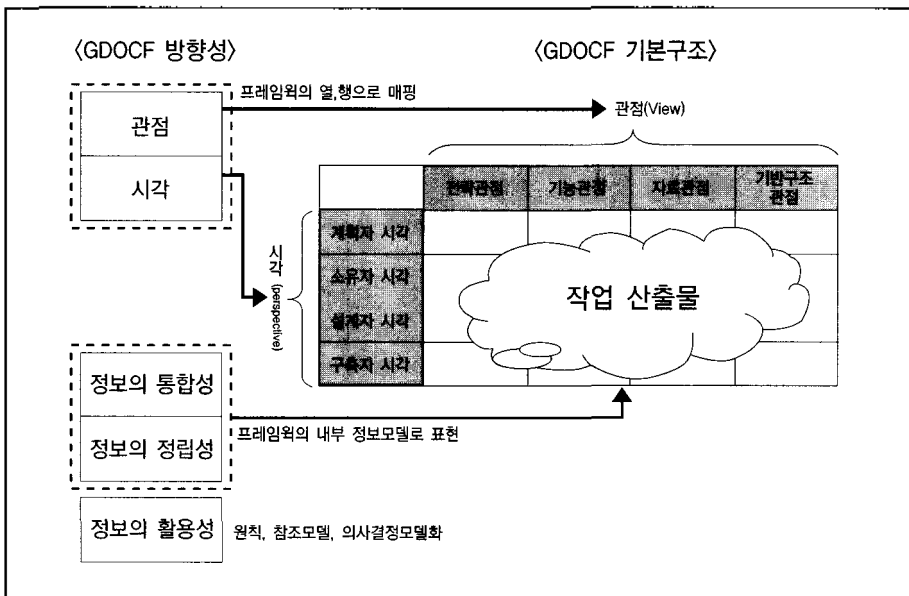 〈GDOCF 방향성〉
〈GDOCF 기본구조〉
프레임웍의 열,행으로 매핑
관점
시각
관점(View)
전략관점 기능관점 자료관점 기반구조 관점
시각 (perspective)
계획자 시각
소유자 시각
설계자 시각
구축자 시각
작업 산출물
정보의 통합성
정보의 정립성
프레임웍의 내부 정보모델로 표현
정보의 활용성
원칙, 참조모델, 의사결정모델화